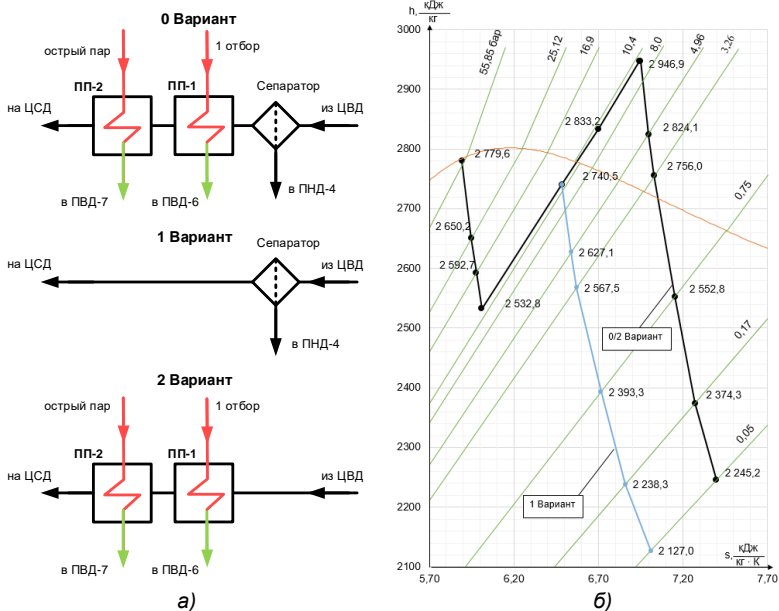 0 Вариант
острый пар
1 отбор
ПП-2
ПП-1
Сепаратор
на ЦСД
из ЦВД
в ПВД-7
в ПВД-6
в ПНД-4
1 Вариант
Сепаратор
на ЦСД
из ЦВД
в ПНД-4
2 Вариант
острый пар
1 отбор
ПП-2
ПП-1
на ЦСД
из ЦВД
в ПВД-7
в ПВД-6
а)
h, кДж
кг
3000
2900
2800
2700
2600
2500
2400
2300
2200
2100
5,70
6,20
6,70
7,20
7,70
s, кДж
кг · К
55,85 бар
25,12
16,9
10,4
8,0
4,96
3,26
0,75
0,17
0,05
2 946,9
2 833,2
2 824,1
2 779,6
2 756,0
2 740,5
2 650,2
2 627,1
2 592,7
2 567,5
2 532,8
2 552,8
0/2 Вариант
2 393,3
2 374,3
2 238,3
2 245,2
1 Вариант
2 127,0
б)